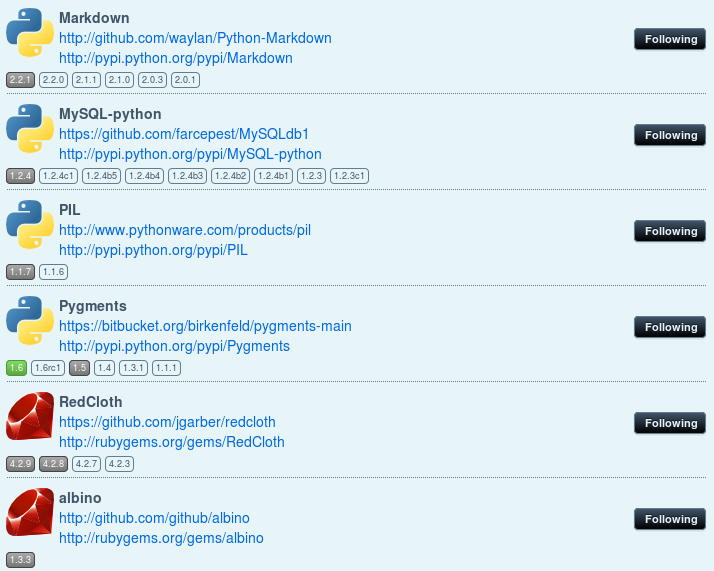 Markdown
http://github.com/waylan/Python-Markdown
Following
http://pypi.python.org/pypi/Markdown
2.2.1 2.2.0 2.1.1 2.1.0 2.0.3 2.0.1
MySQL-python
https://github.com/farcepest/MySQLdb1
Following
http://pypi.python.org/pypi/MySQL-python
1.2.4 1.2.4c1 1.2.4b5 1.2.4b4 1.2.4b3 1.2.4b2 1.2.4b1 1.2.3 1.2.3c1
PIL
http://www.pythonware.com/products/pil
Following
http://pypi.python.org/pypi/PIL
1.1.7 1.1.6
Pygments
https://bitbucket.org/birkenfeld/pygments-main
Following
http://pypi.python.org/pypi/Pygments
1.6 1.6rc1 1.5 1.4 1.3.1 1.1.1
RedCloth
https://github.com/jgarber/redcloth
Following
http://rubygems.org/gems/RedCloth
4.2.9 4.2.8 4.2.7 4.2.3
albino
http://github.com/github/albino
Following
http://rubygems.org/gems/albino
1.3.3